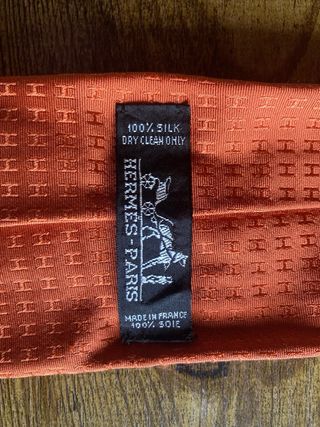 100% SILK
DRY CLEAN ONLY
HERMES-PARIS
MADE IN FRANCE
100% SOIE